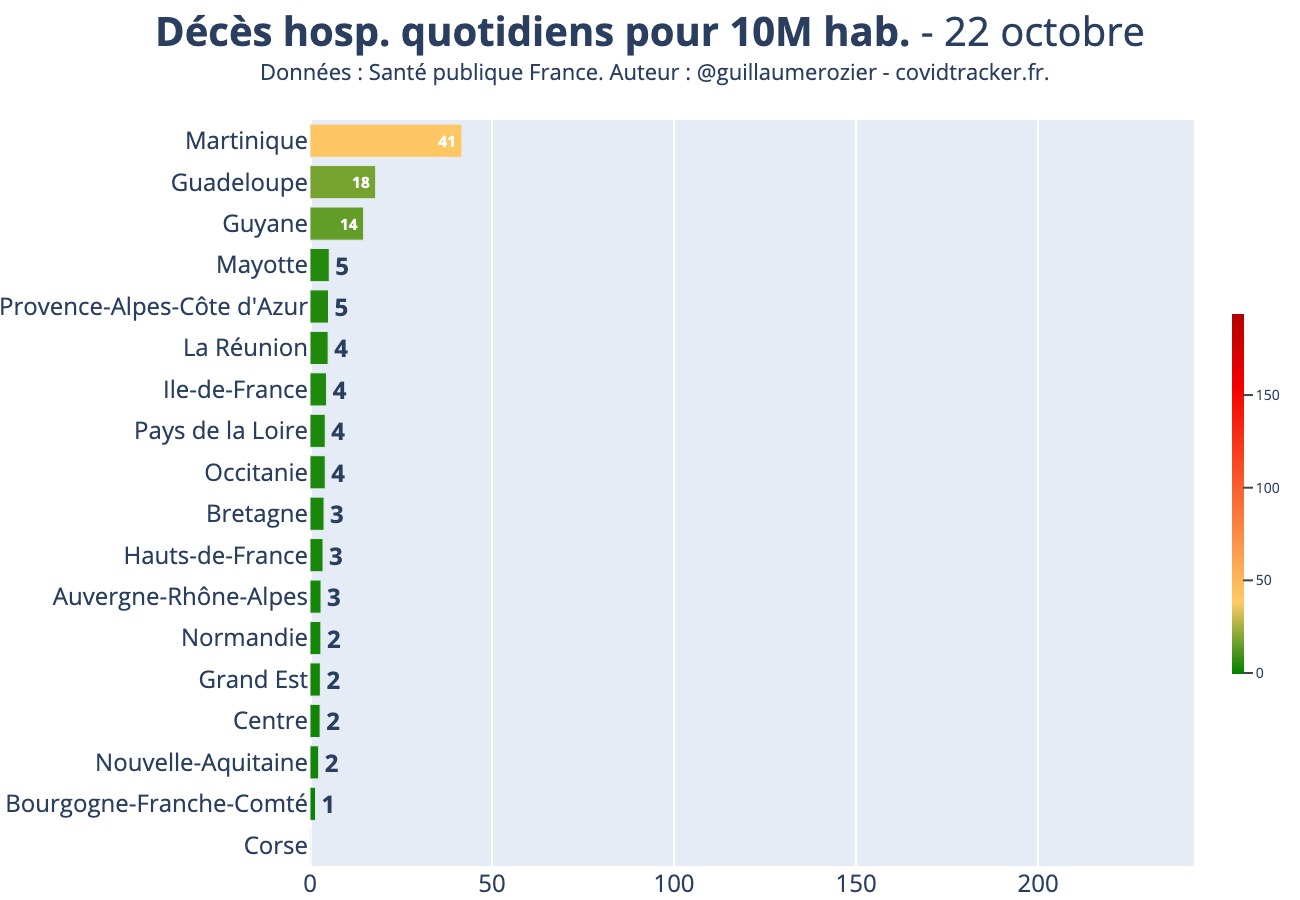 Décès hosp. quotidiens pour 10M hab. - 22 octobre
Données : Santé publique France. Auteur : @guillaumerozier - covidtracker.fr.
Martinique 41
Guadeloupe 18
Guyane 14
Mayotte 5
Provence-Alpes-Côte d'Azur 5
La Réunion 4
Ile-de-France 4
Pays de la Loire 4
Occitanie 4
Bretagne 3
Hauts-de-France 3
Auvergne-Rhône-Alpes 3
Normandie 2
Grand Est 2
Centre 2
Nouvelle-Aquitaine 2
Bourgogne-Franche-Comté 1
Corse
0 50 100 150 200
150
100
50
0